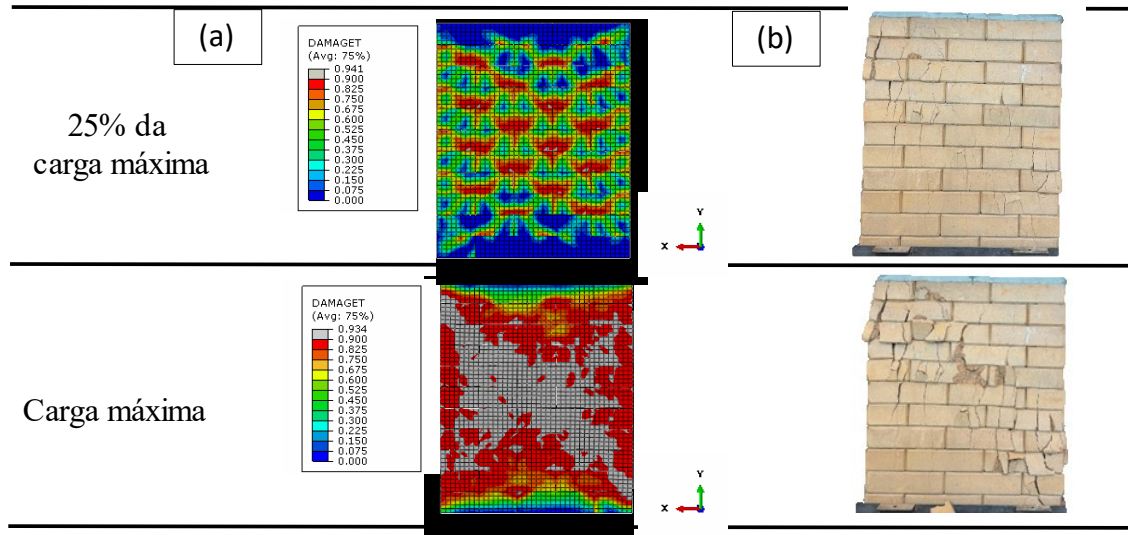 (a)
(b)
25% da
carga máxima
DAMAGET
(Avg: 75%)
0.941
0.900
0.825
0.750
0.675
0.600
0.525
0.450
0.375
0.300
0.225
0.150
0.075
0.000
Y
X
Carga máxima
DAMAGET
(Avg: 75%)
0.934
0.900
0.825
0.750
0.675
0.600
0.525
0.450
0.375
0.300
0.225
0.150
0.075
0.000
Y
X